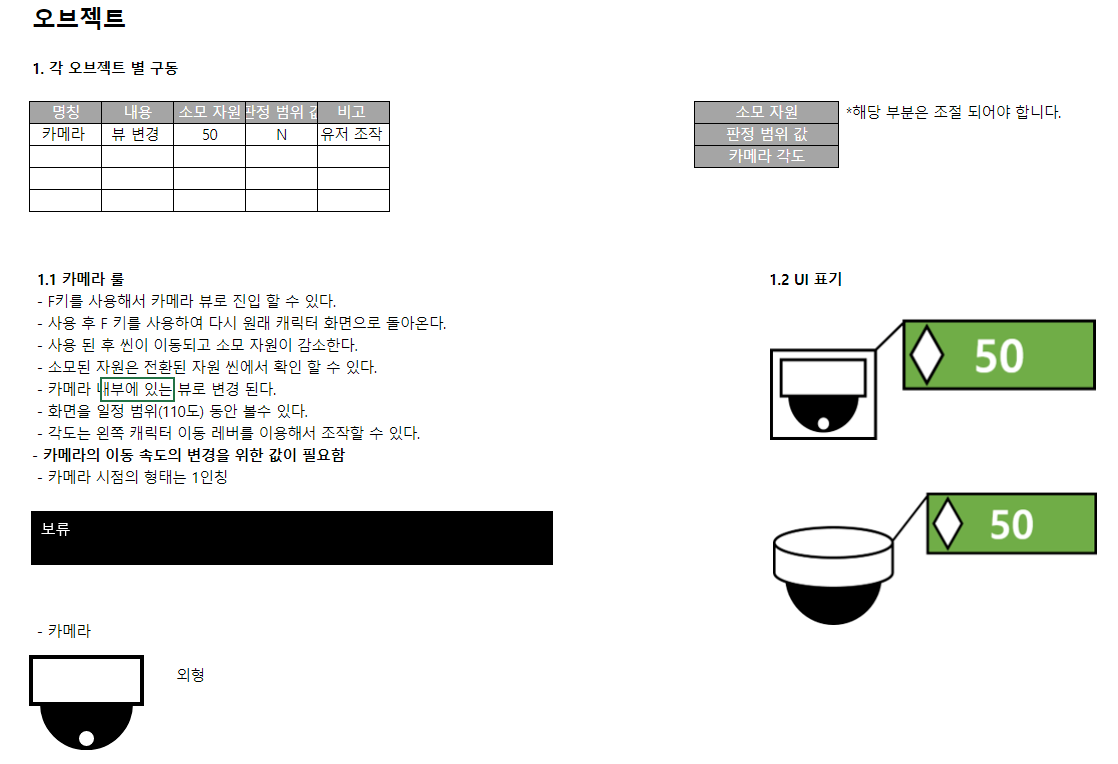 오브젝트
1. 각 오브젝트 별 구동
명칭 내용 소모 자원 판정 범위 값 비고
카메라 뷰 변경 50 N 유저 조작
소모 자원 *해당 부분은 조절 되어야 합니다.
판정 범위 값
카메라 각도
1.1 카메라 룰
- F키를 사용해서 카메라 뷰로 진입 할 수 있다.
- 사용 후 F 키를 사용하여 다시 원래 캐릭터 화면으로 돌아온다.
- 사용 된 후 씬이 이동되고 소모 자원이 감소한다.
- 소모된 자원은 전환된 자원 씬에서 확인 할 수 있다.
- 카메라 내부에 있는 뷰로 변경 된다.
- 화면을 일정 범위(110도) 동안 볼수 있다.
- 각도는 왼쪽 캐릭터 이동 레버를 이용해서 조작할 수 있다.
- 카메라의 이동 속도의 변경을 위한 값이 필요함
- 카메라 시점의 형태는 1인칭
보류
- 카메라
외형
1.2 UI 표기
50
50